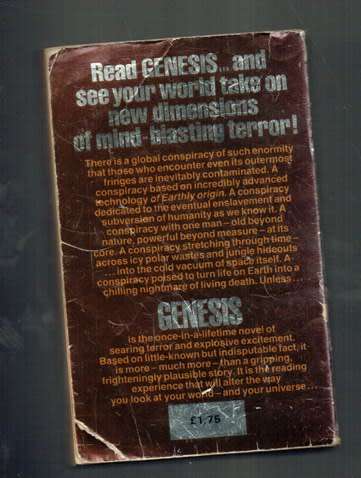 Read GENESIS... and
see your world take on
new dimensions
of mind-blasting terror!
There is a global conspiracy of such enormity
that those who encounter even its outermost
fringes are inevitably contaminated. A
conspiracy based on incredibly advanced
technology of Earthly origin. A conspiracy
dedicated to the eventual enslavement and
subversion of humanity as we know it. A
conspiracy with one man – old beyond
nature, powerful beyond measure – at its
core. A conspiracy stretching through time –
across icy polar wastes and jungle hideouts
... into the cold vacuum of space itself. A
conspiracy poised to turn life on Earth into a
chilling nightmare of living death. Unless...
GENESIS
is the once-in-a-lifetime novel of
searing terror and explosive excitement.
Based on little-known but indisputable fact, it
is more – much more – than a gripping,
frighteningly plausible story. It is the reading
experience that will alter the way
you look at your world – and your universe...
£1.75